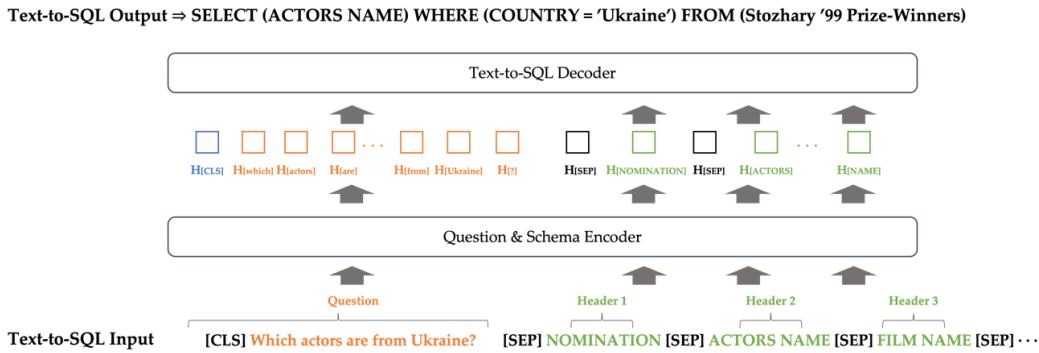 Text-to-SQL Output ⇒ SELECT (ACTORS NAME) WHERE (COUNTRY = ’Ukraine’) FROM (Stozhary ’99 Prize-Winners)
Text-to-SQL Decoder
H[CLS] H[which] H[actors] H[are] ... H[from] H[Ukraine] H[?] H[SEP] H[NOMINATION] H[SEP] H[ACTORS] ... H[NAME]
Question & Schema Encoder
Question Header 1 Header 2 Header 3
Text-to-SQL Input [CLS] Which actors are from Ukraine? [SEP] NOMINATION [SEP] ACTORS NAME [SEP] FILM NAME [SEP] ...